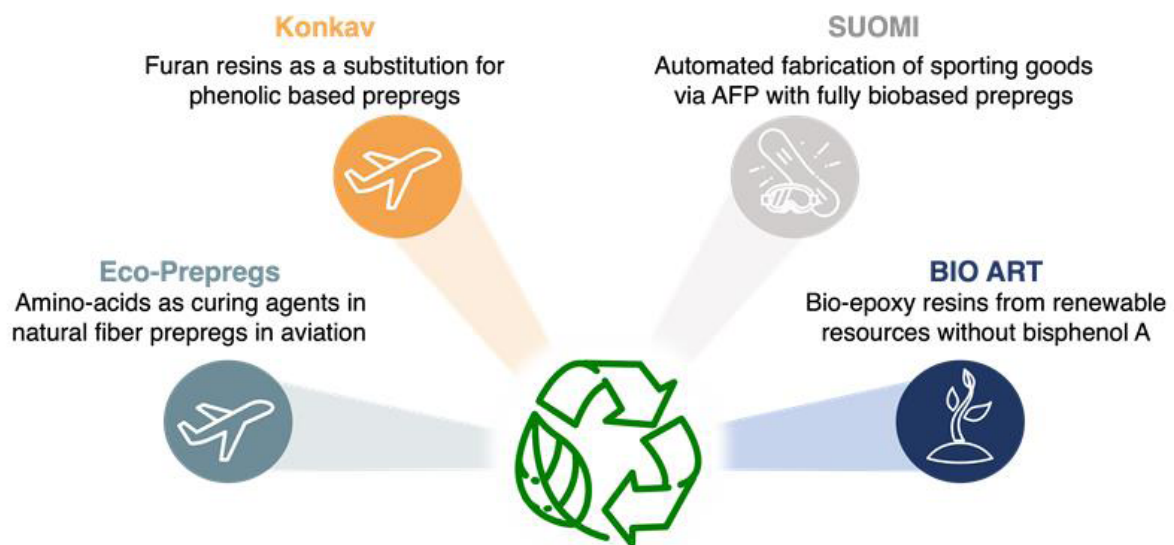 Konkav
Furan resins as a substitution for
phenolic based prepregs
SUOMI
Automated fabrication of sporting goods
via AFP with fully biobased prepregs
Eco-Prepregs
Amino-acids as curing agents in
natural fiber prepregs in aviation
BIO ART
Bio-epoxy resins from renewable
resources without bisphenol A